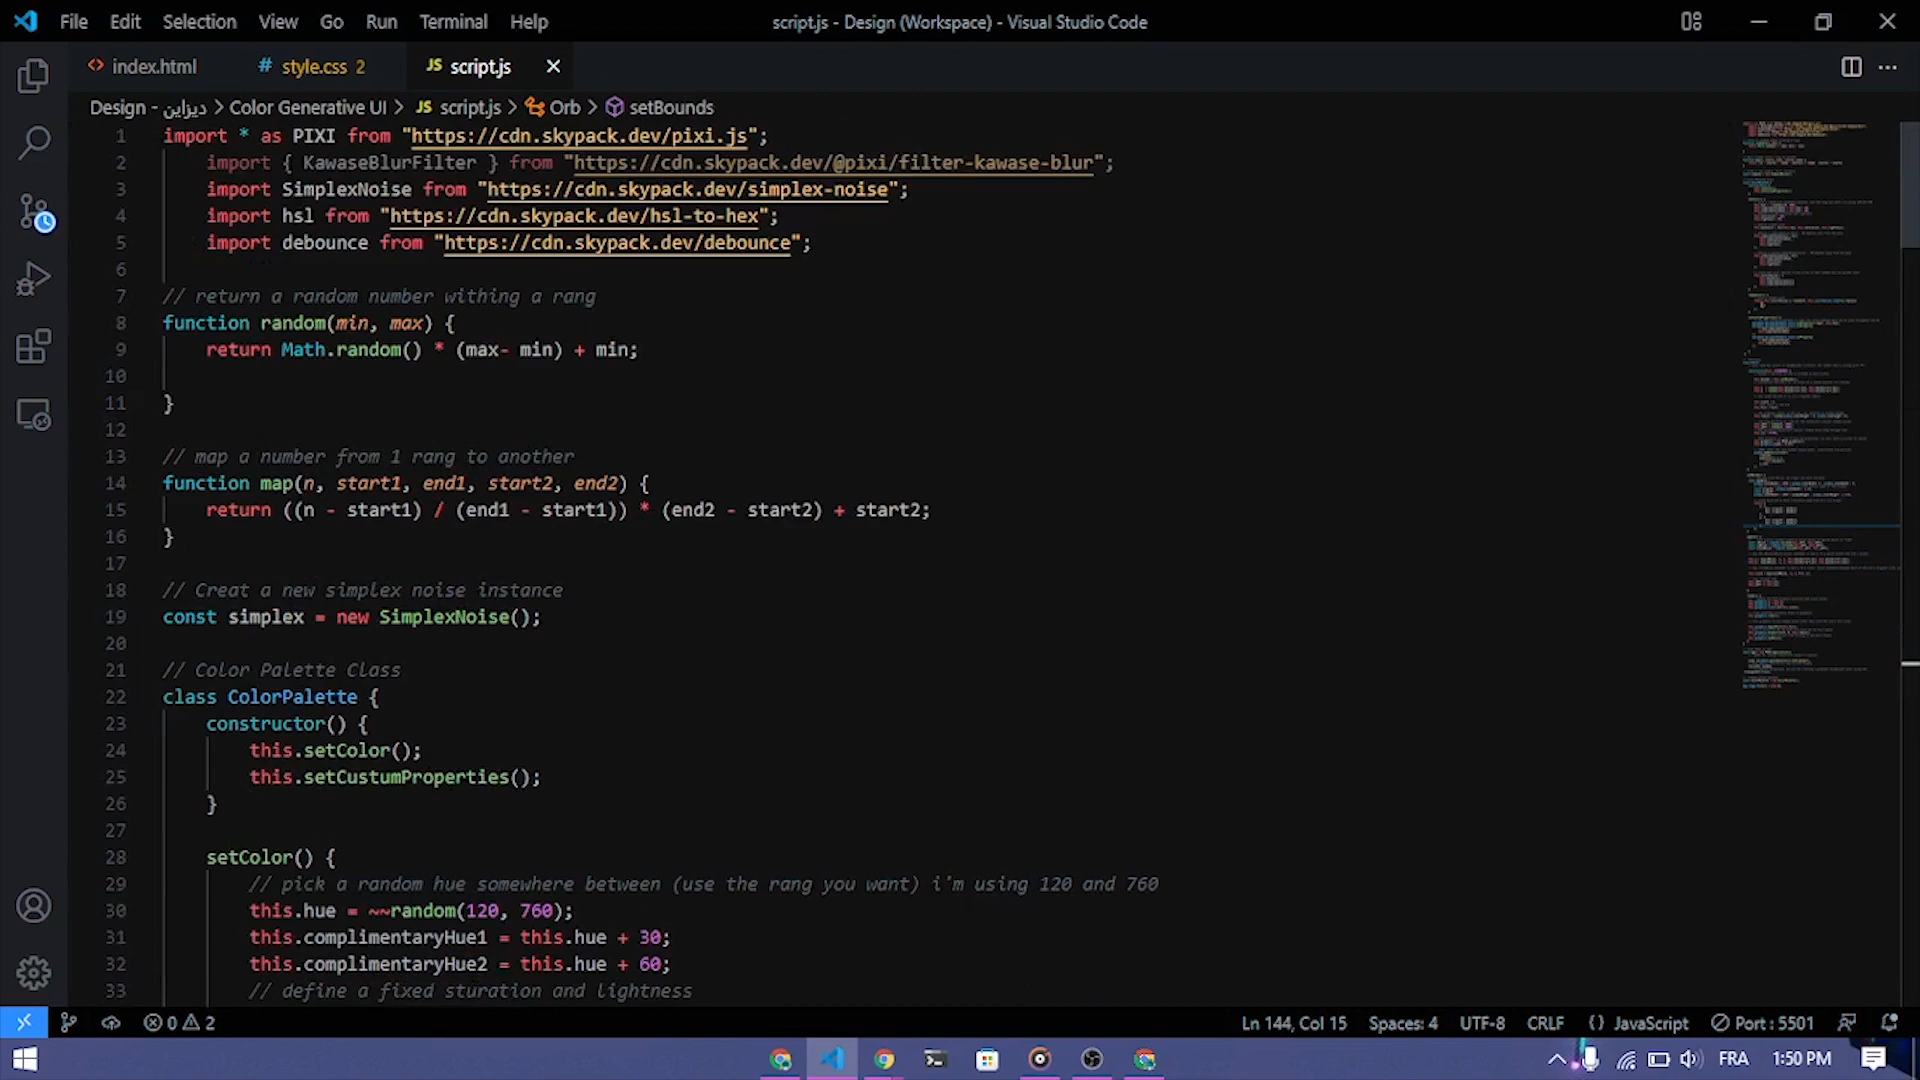 File Edit Selection View Go Run Terminal Help script.js - Design (Workspace) - Visual Studio Code
index.html # style.css 2 JS script.js
Design - ديزاين > Color Generative UI > JS script.js > Orb > setBounds
1 import * as PIXI from "https://cdn.skypack.dev/pixi.js";
2 import { KawaseBlurFilter } from "https://cdn.skypack.dev/@pixi/filter-kawase-blur";
3 import SimplexNoise from "https://cdn.skypack.dev/simplex-noise";
4 import hsl from "https://cdn.skypack.dev/hsl-to-hex";
5 import debounce from "https://cdn.skypack.dev/debounce";
6
7 // return a random number withing a rang
8 function random(min, max) {
9 return Math.random() * (max- min) + min;
10
11 }
12
13 // map a number from 1 rang to another
14 function map(n, start1, end1, start2, end2) {
15 return ((n - start1) / (end1 - start1)) * (end2 - start2) + start2;
16 }
17
18 // Creat a new simplex noise instance
19 const simplex = new SimplexNoise();
20
21 // Color Palette Class
22 class ColorPalette {
23 constructor() {
24 this.setColor();
25 this.setCustumProperties();
26 }
27
28 setColor() {
29 // pick a random hue somewhere between (use the rang you want) i'm using 120 and 760
30 this.hue = ~~random(120, 760);
31 this.complimentaryHue1 = this.hue + 30;
32 this.complimentaryHue2 = this.hue + 60;
33 // define a fixed sturation and lightness
0 2 Ln 144, Col 15 Spaces: 4 UTF-8 CRLF {} JavaScript Port : 5501
FRA 1:50 PM